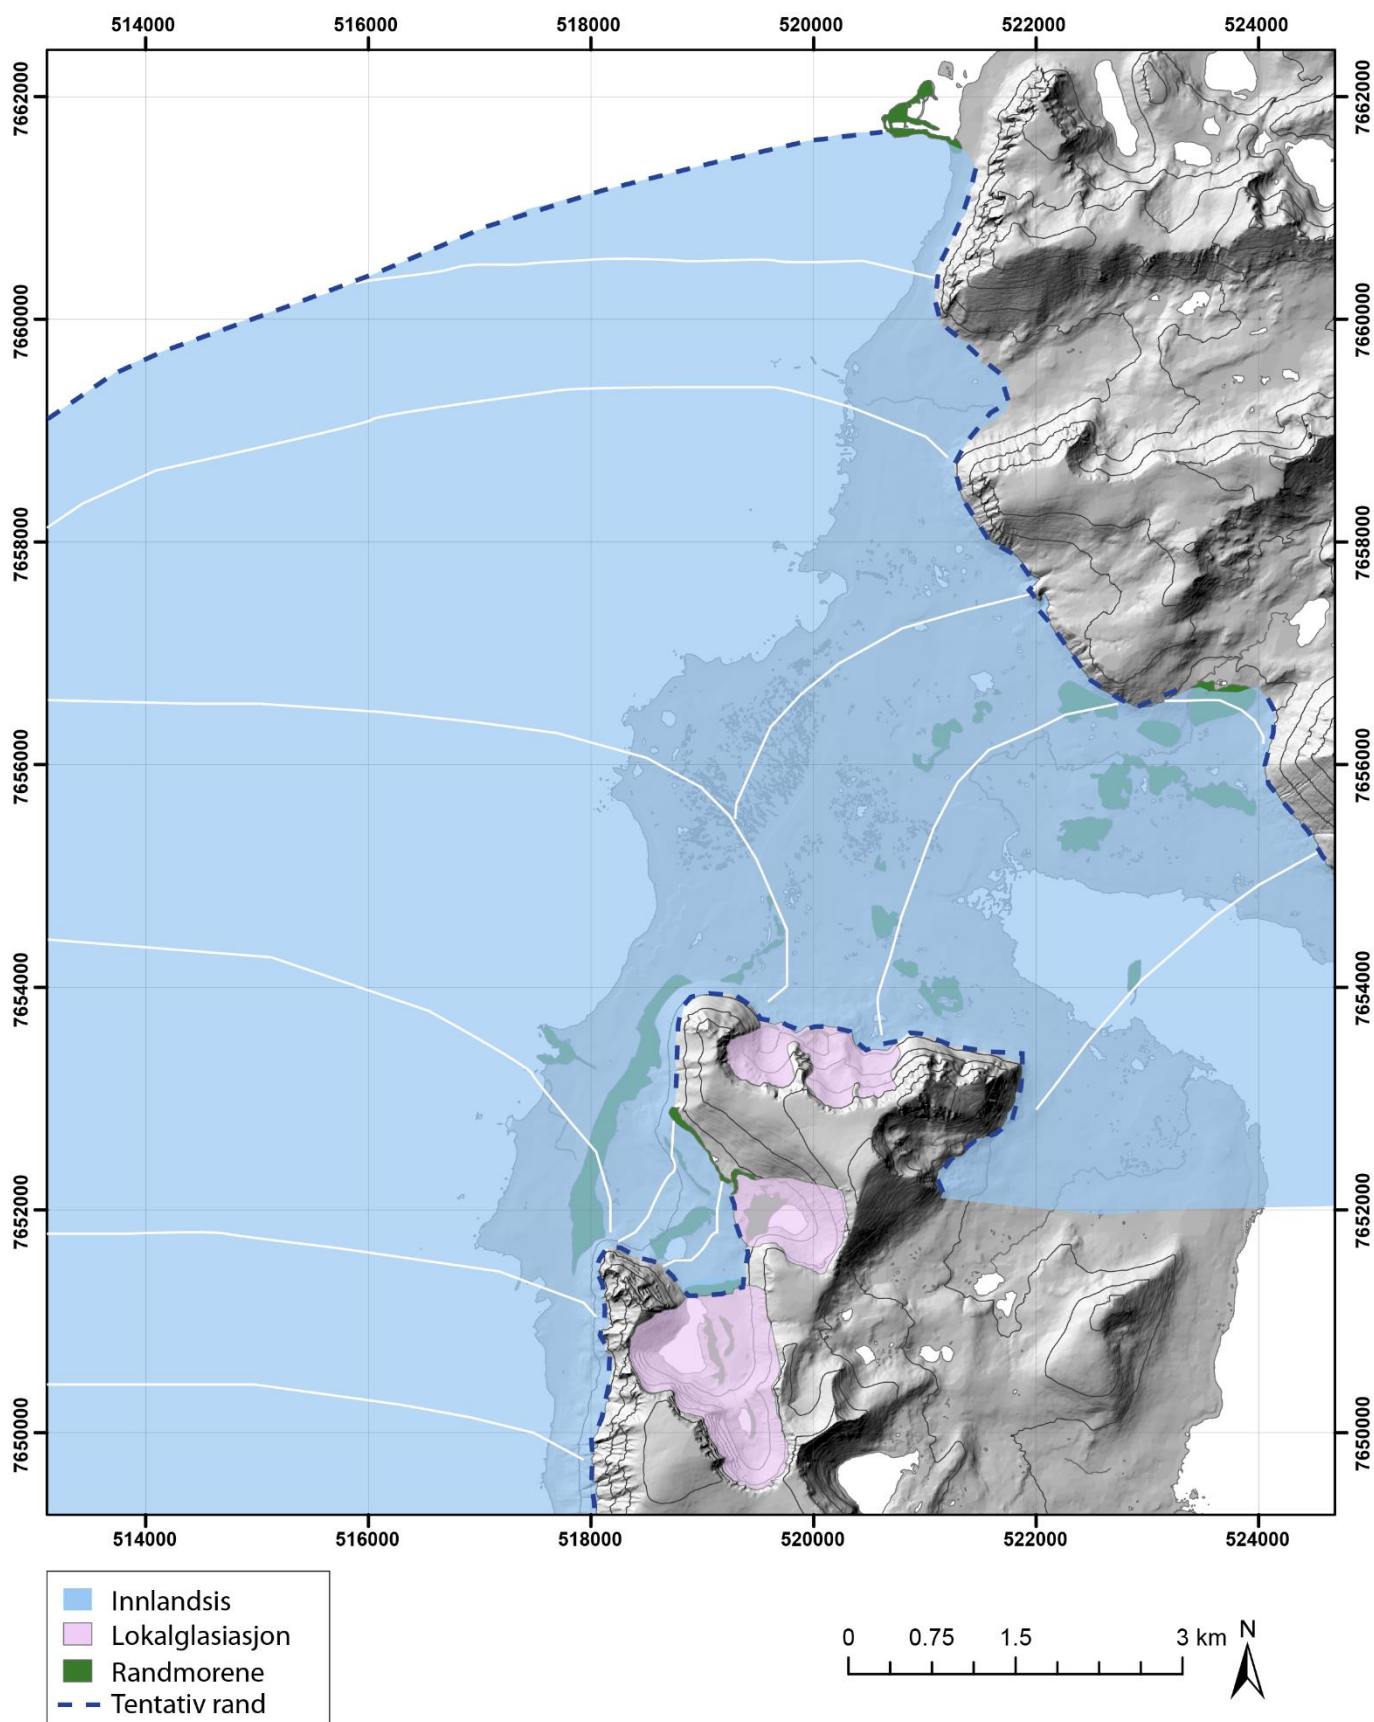 514000 516000 518000 520000 522000 524000
7662000 7662000
7660000 7660000
7658000 7658000
7656000 7656000
7654000 7654000
7652000 7652000
7650000 7650000
514000 516000 518000 520000 522000 524000
Innlandsis
Lokalglasiasjon
Randmorene
Tentativ rand
0 0.75 1.5 3 km N